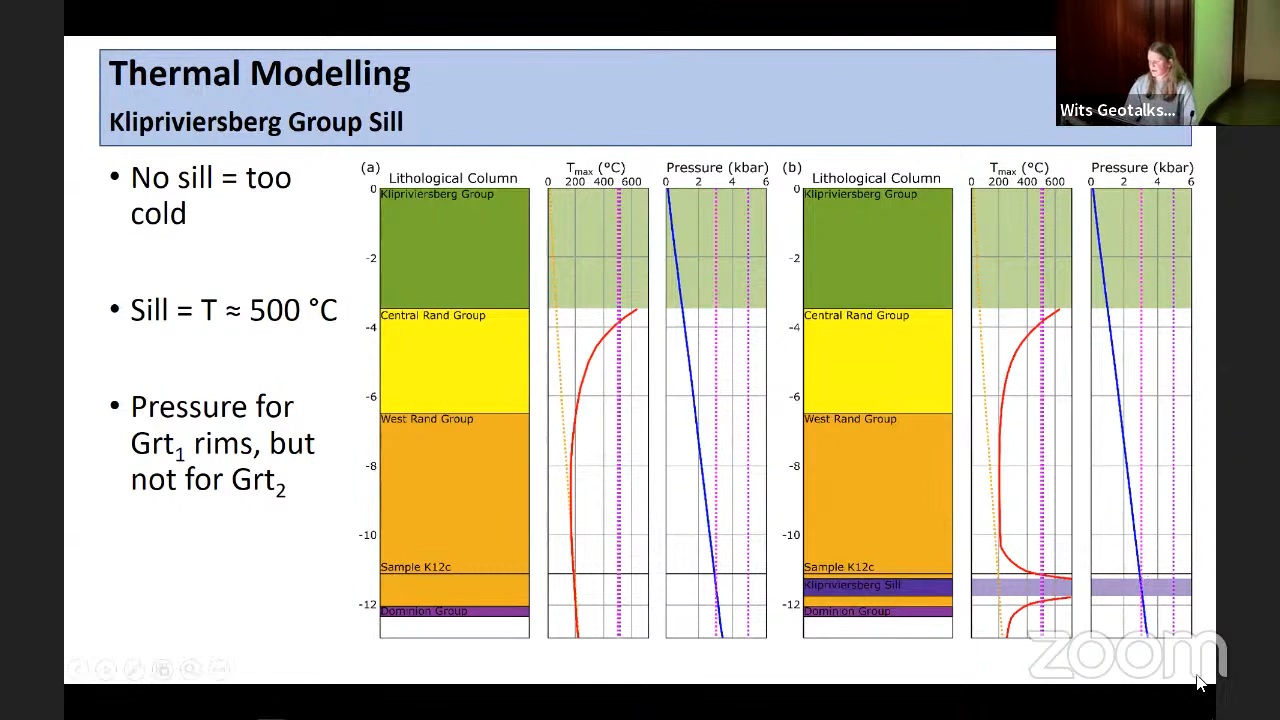 Thermal Modelling
Klipriviersberg Group Sill
Wits Geotalks...
• No sill = too
cold
• Sill = T ≈ 500 °C
• Pressure for
Grt1 rims, but
not for Grt2
(a)
Lithological Column
Tmax (°C)
0 200 400 600
Pressure (kbar)
0 2 4 6
0
-2
-4
-6
-8
-10
-12
Klipriviersberg Group
Central Rand Group
West Rand Group
Sample K12c
Dominion Group
(b)
Lithological Column
Tmax (°C)
0 200 400 600
Pressure (kbar)
0 2 4 6
0
-2
-4
-6
-8
-10
-12
Klipriviersberg Group
Central Rand Group
West Rand Group
Sample K12c
Klipriviersberg Sill
Dominion Group
zoom